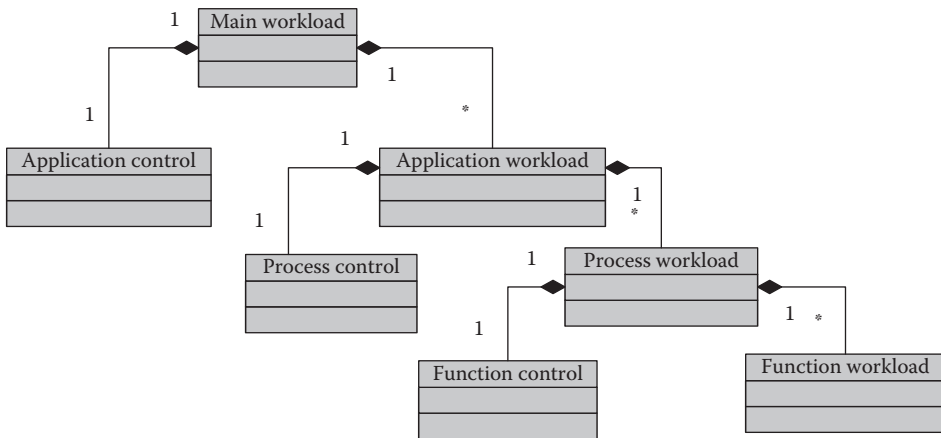 1 Main workload
1
1 *
Application control 1 Application workload
1
1 *
Process control 1 Process workload
1 1 *
Function control Function workload